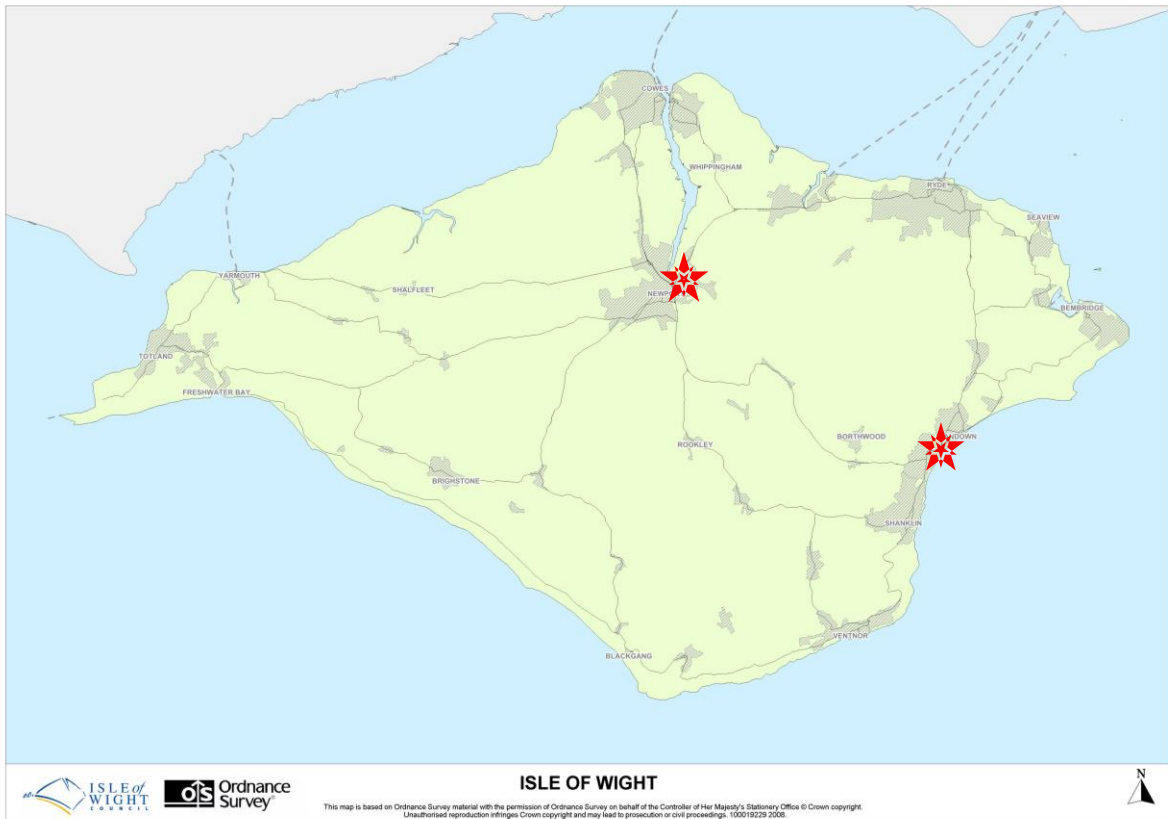 COWES
WHIPPINGHAM
RYDE
SEAVIEW
YARMOUTH
SHALFLEET
NEWP
BEMBRIDGE
TOTLAND
FRESHWATER BAY
ROOKLEY
BORTHWOOD
NDOWN
BRIGHSTONE
SHANKLIN
VENTNOR
BLACKGANG
ISLE of
WIGHT
COUNCIL
OS Ordnance
Survey®
ISLE OF WIGHT
This map is based on Ordnance Survey material with the permission of Ordnance Survey on behalf of the Controller of Her Majesty's Stationery Office © Crown copyright.
Unauthorised reproduction infringes Crown copyright and may lead to prosecution or civil proceedings. 100019229 2008.
N